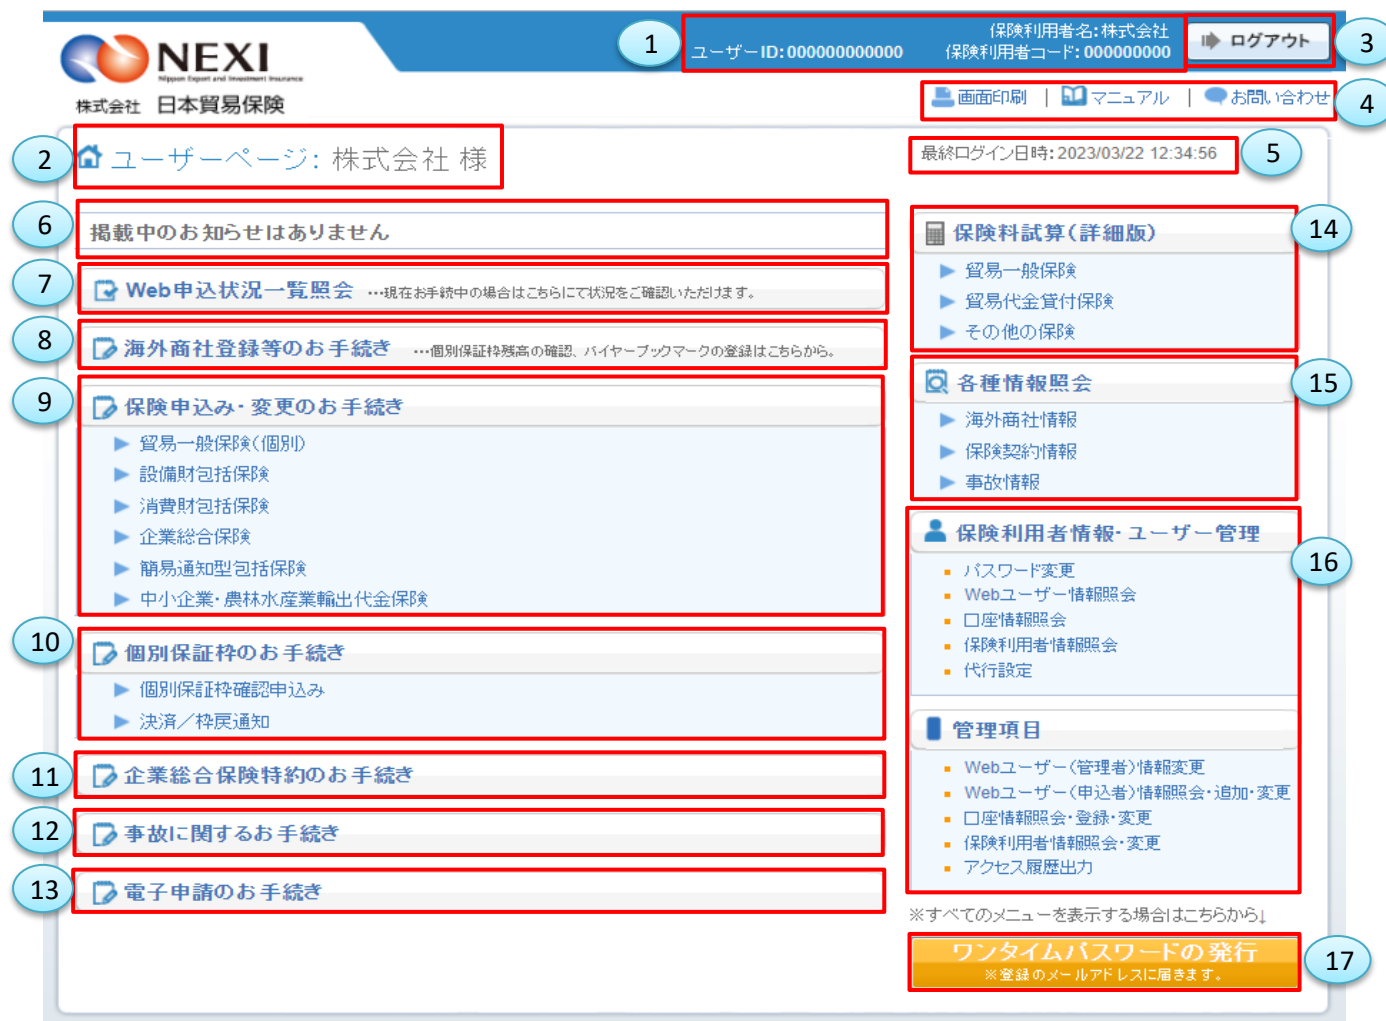 NEXI
Nippon Export and Investment Insurance
株式会社 日本貿易保険
1
保険利用者名:株式会社
ユーザーID:000000000000 保険利用者コード:000000000
ログアウト
3
画面印刷 | マニュアル | お問い合わせ
4
2
ユーザーページ: 株式会社 様
最終ログイン日時:2023/03/22 12:34:56
5
6
掲載中のお知らせはありません
7
Web申込状況一覧照会 …現在お手続中の場合はこちらにて状況をご確認いただけます。
8
海外商社登録等のお手続き …個別保証枠残高の確認、バイヤーブックマークの登録はこちらから。
9
保険申込み・変更のお手続き
貿易一般保険(個別)
設備財包括保険
消費財包括保険
企業総合保険
簡易通知型包括保険
中小企業・農林水産業輸出代金保険
10
個別保証枠のお手続き
個別保証枠確認申込み
決済／枠戻通知
11
企業総合保険特約のお手続き
12
事故に関するお手続き
13
電子申請のお手続き
保険料試算(詳細版)
14
貿易一般保険
貿易代金貸付保険
その他の保険
各種情報照会
15
海外商社情報
保険契約情報
事故情報
保険利用者情報・ユーザー管理
16
パスワード変更
Webユーザー情報照会
口座情報照会
保険利用者情報照会
代行設定
管理項目
Webユーザー(管理者)情報変更
Webユーザー(申込者)情報照会・追加・変更
口座情報照会・登録・変更
保険利用者情報照会・変更
アクセス履歴出力
※すべてのメニューを表示する場合はこちらから↓
ワンタイムパスワードの発行
※登録のメールアドレスに届きます。
17